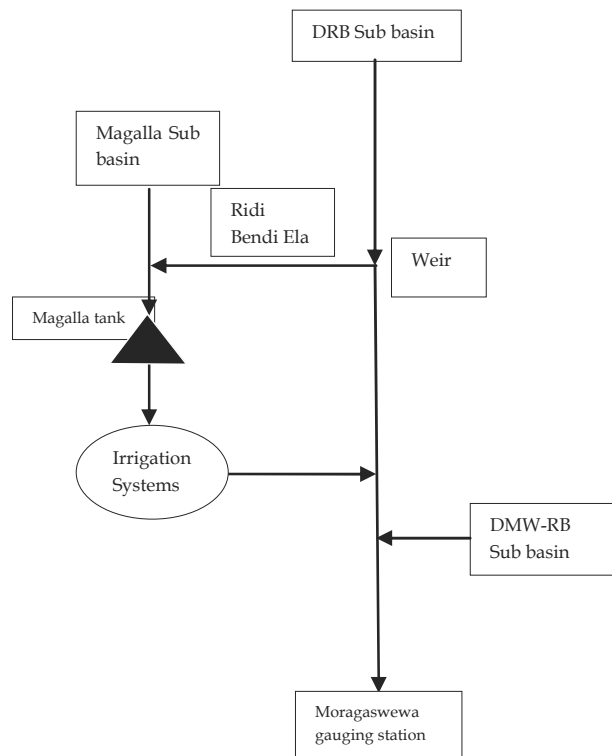 DRB Sub basin
Magalla Sub
basin
Ridi
Bendi Ela
Weir
Magalla tank
Irrigation
Systems
DMW-RB
Sub basin
Moragaswewa
gauging station